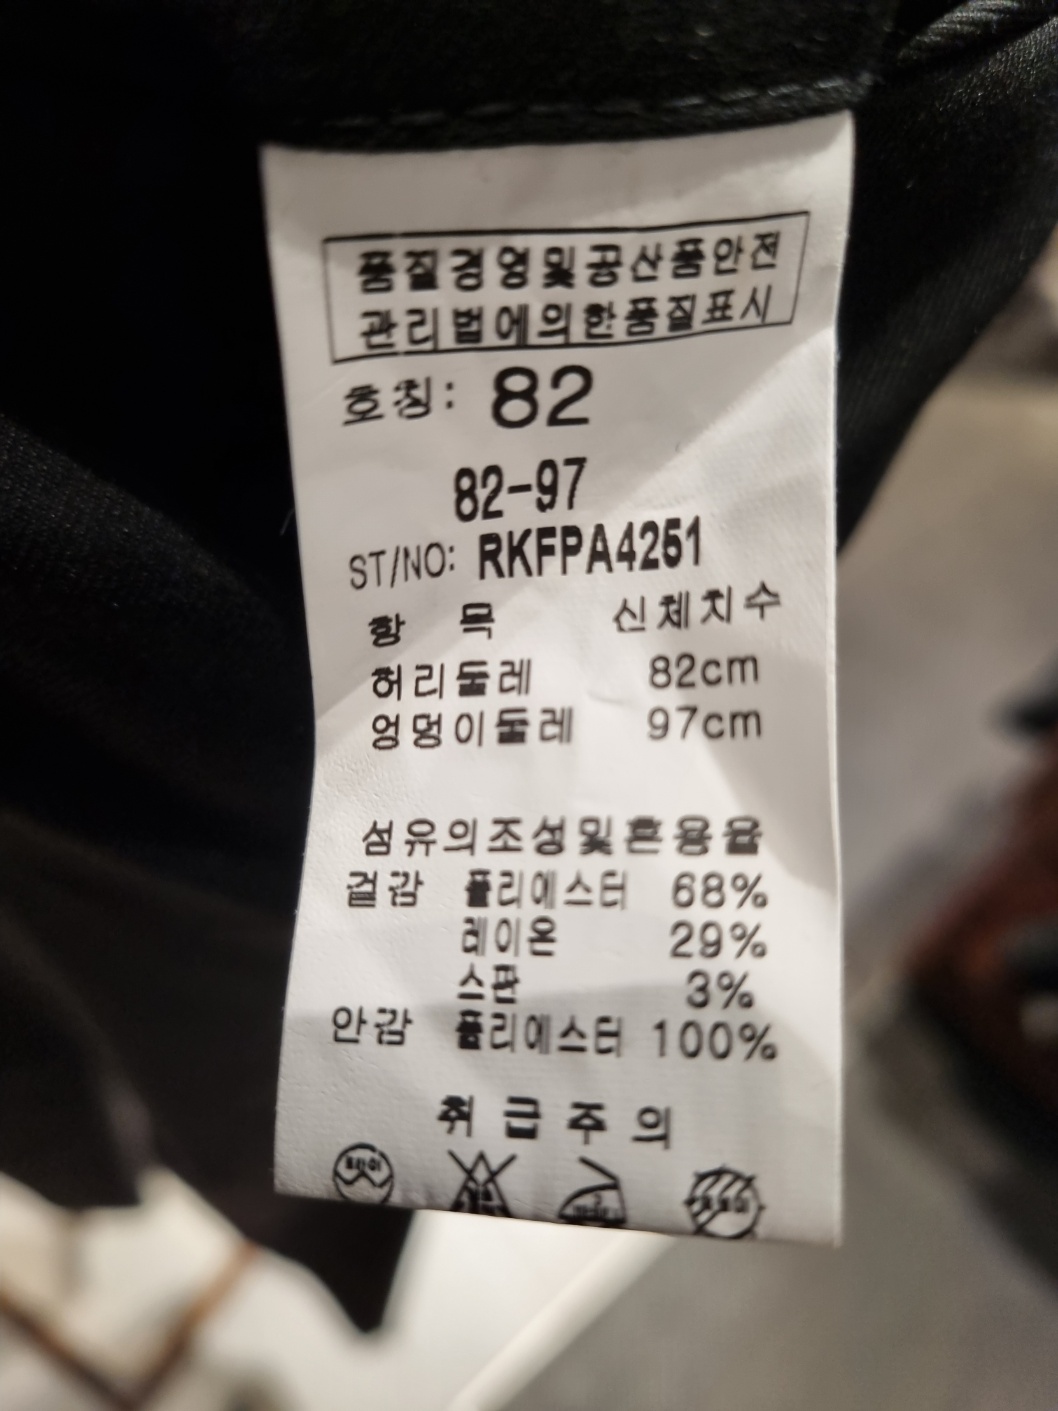 품질경영및공산품안전
관리법에의한품질표시
호칭: 82
82-97
ST/NO: RKFPA4251
항 목 신체치수
허리둘레 82cm
엉덩이둘레 97cm
섬유의조성및혼용율
겉감 폴리에스터 68%
레이온 29%
스판 3%
안감 폴리에스터 100%
취급주의